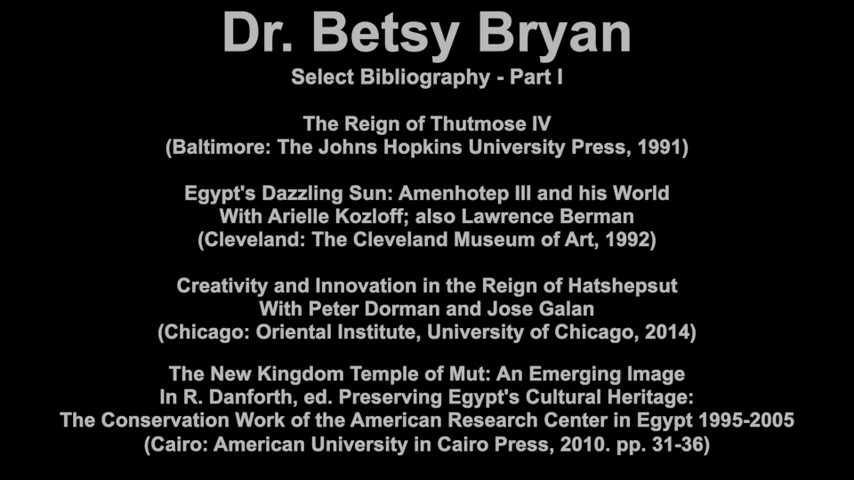 Dr. Betsy Bryan
Select Bibliography - Part I
The Reign of Thutmose IV
(Baltimore: The Johns Hopkins University Press, 1991)
Egypt's Dazzling Sun: Amenhotep III and his World
With Arielle Kozloff; also Lawrence Berman
(Cleveland: The Cleveland Museum of Art, 1992)
Creativity and Innovation in the Reign of Hatshepsut
With Peter Dorman and Jose Galan
(Chicago: Oriental Institute, University of Chicago, 2014)
The New Kingdom Temple of Mut: An Emerging Image
In R. Danforth, ed. Preserving Egypt's Cultural Heritage:
The Conservation Work of the American Research Center in Egypt 1995-2005
(Cairo: American University in Cairo Press, 2010. pp. 31-36)